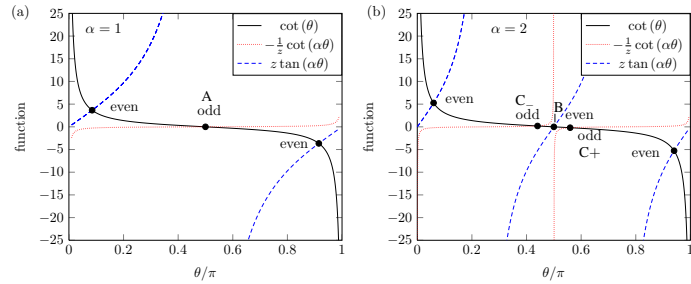 (a)
α = 1
cot (θ)
−1/z cot (αθ)
z tan (αθ)
25
20
15
10
5
0
−5
−10
−15
−20
−25
function
even
A
odd
even
0
0.2
0.4
0.6
0.8
1
θ/π
(b)
α = 2
cot (θ)
−1/z cot (αθ)
z tan (αθ)
25
20
15
10
5
0
−5
−10
−15
−20
−25
function
even
C−
odd
B
even
odd
C+
even
0
0.2
0.4
0.6
0.8
1
θ/π